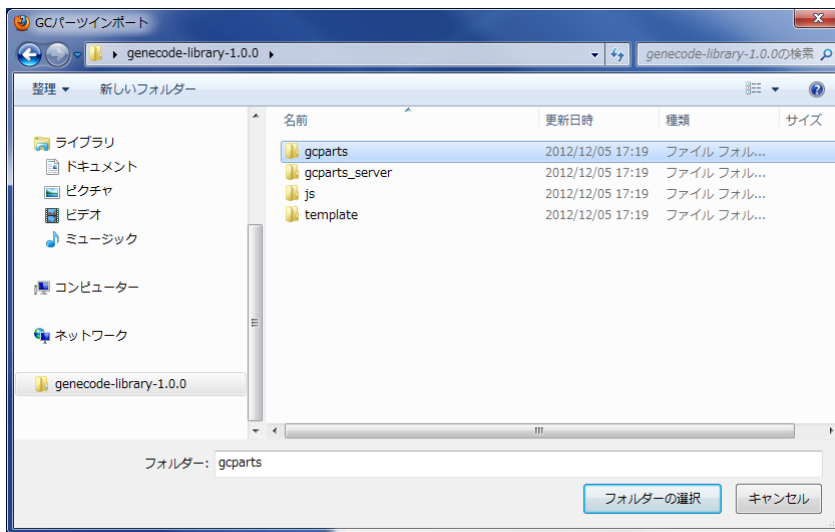 GCパーツインポート
genecode-library-1.0.0
genecode-library-1.0.0の検索
整理 新しいフォルダー
名前 更新日時 種類 サイズ
ライブラリ
ドキュメント
ピクチャ
ビデオ
ミュージック
コンピューター
ネットワーク
genecode-library-1.0.0
gcparts 2012/12/05 17:19 ファイル フォル...
gcparts_server 2012/12/05 17:19 ファイル フォル...
js 2012/12/05 17:19 ファイル フォル...
template 2012/12/05 17:19 ファイル フォル...
フォルダー: gcparts
フォルダーの選択 キャンセル